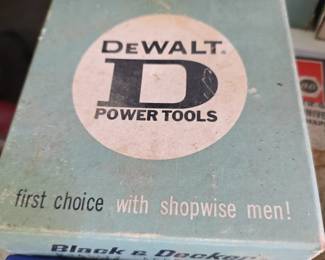 DEWALT
D
POWER TOOLS
first choice with shopwise men!
Black & Decker